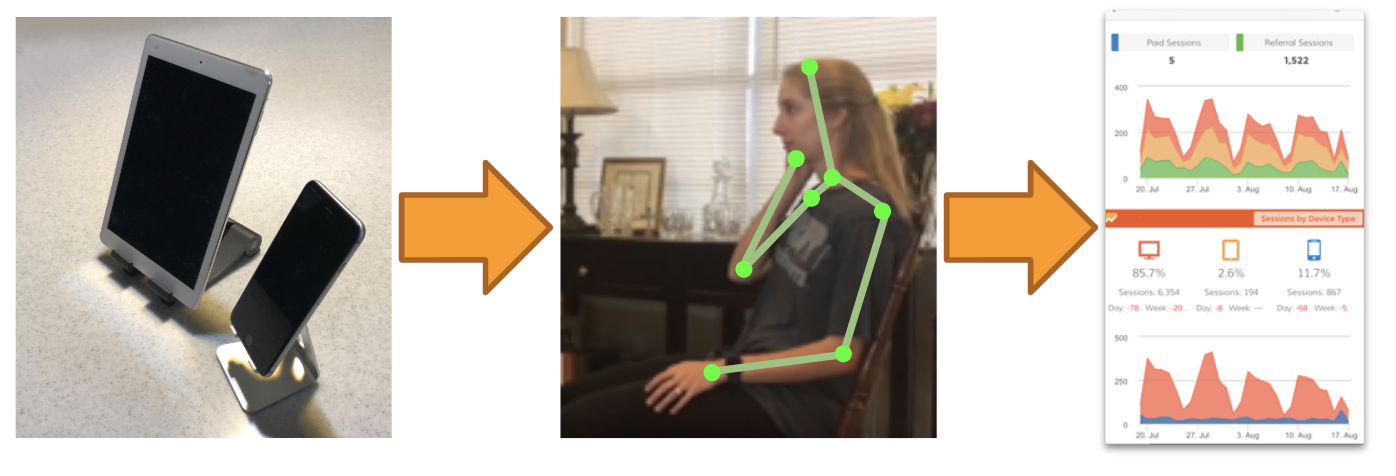 Paid Sessions Referral Sessions
5 1,522
400
200
0
20. Jul 27. Jul 3. Aug 10. Aug 17. Aug
Sessions by Device Type
85.7% 2.6% 11.7%
Sessions: 6,354 Sessions: 194 Sessions: 867
Day: -78 Week: -20... Day: -8 Week: — Day: -68 Week: -5
500
250
0
20. Jul 27. Jul 3. Aug 10. Aug 17. Aug